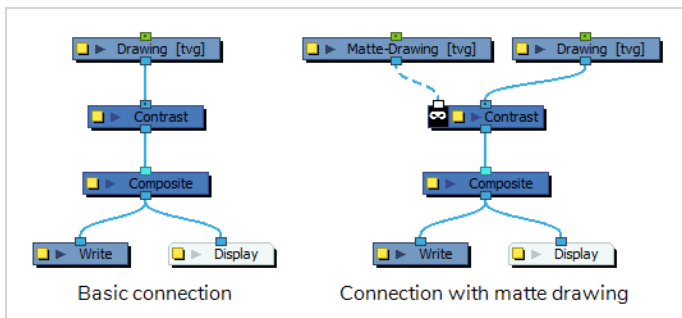 Drawing [tvg]
Contrast
Composite
Write
Display
Basic connection
Matte-Drawing [tvg]
Drawing [tvg]
Contrast
Composite
Write
Display
Connection with matte drawing